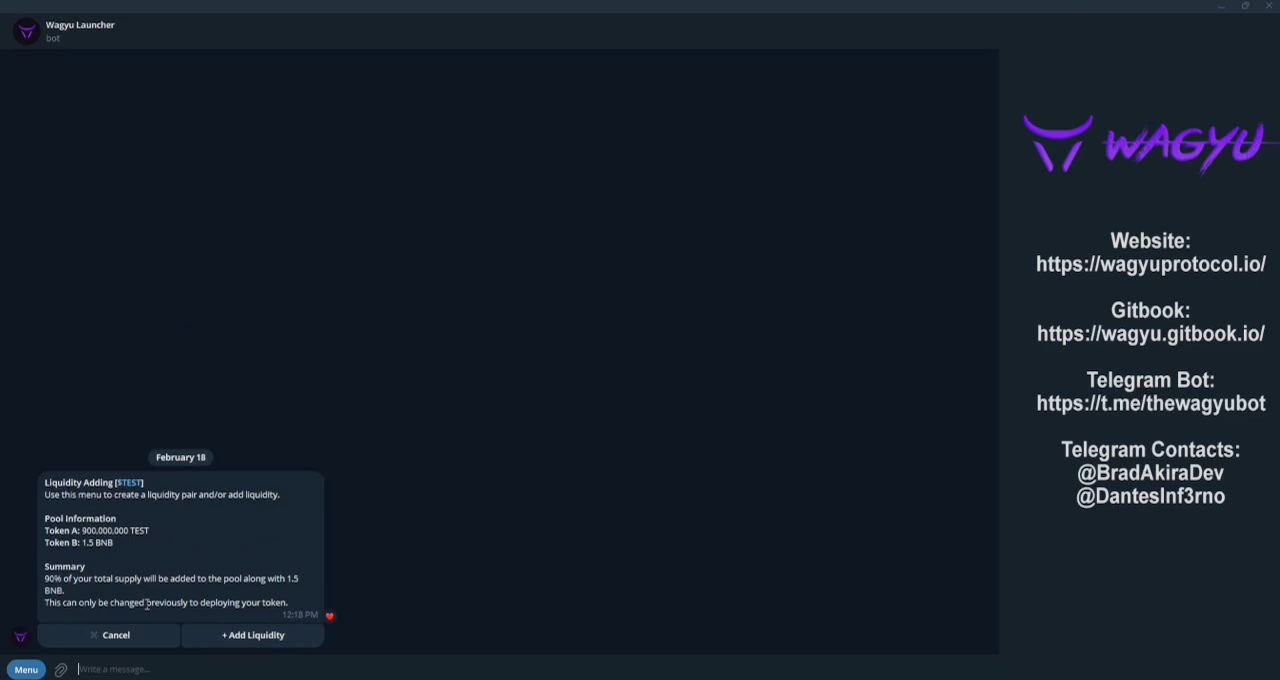 Wagyu Launcher
bot
WAGYU
Website:
https://wagyuprotocol.io/
Gitbook:
https://wagyu.gitbook.io/
Telegram Bot:
https://t.me/thewagyubot
Telegram Contacts:
@BradAkiraDev
@DantesInf3rno
February 18
Liquidity Adding [$TEST]
Use this menu to create a liquidity pair and/or add liquidity.
Pool Information
Token A: 900,000,000 TEST
Token B: 1.5 BNB
Summary
90% of your total supply will be added to the pool along with 1.5
BNB.
This can only be changed previously to deploying your token.
12:18 PM
Cancel
+ Add Liquidity
Menu
Write a message...